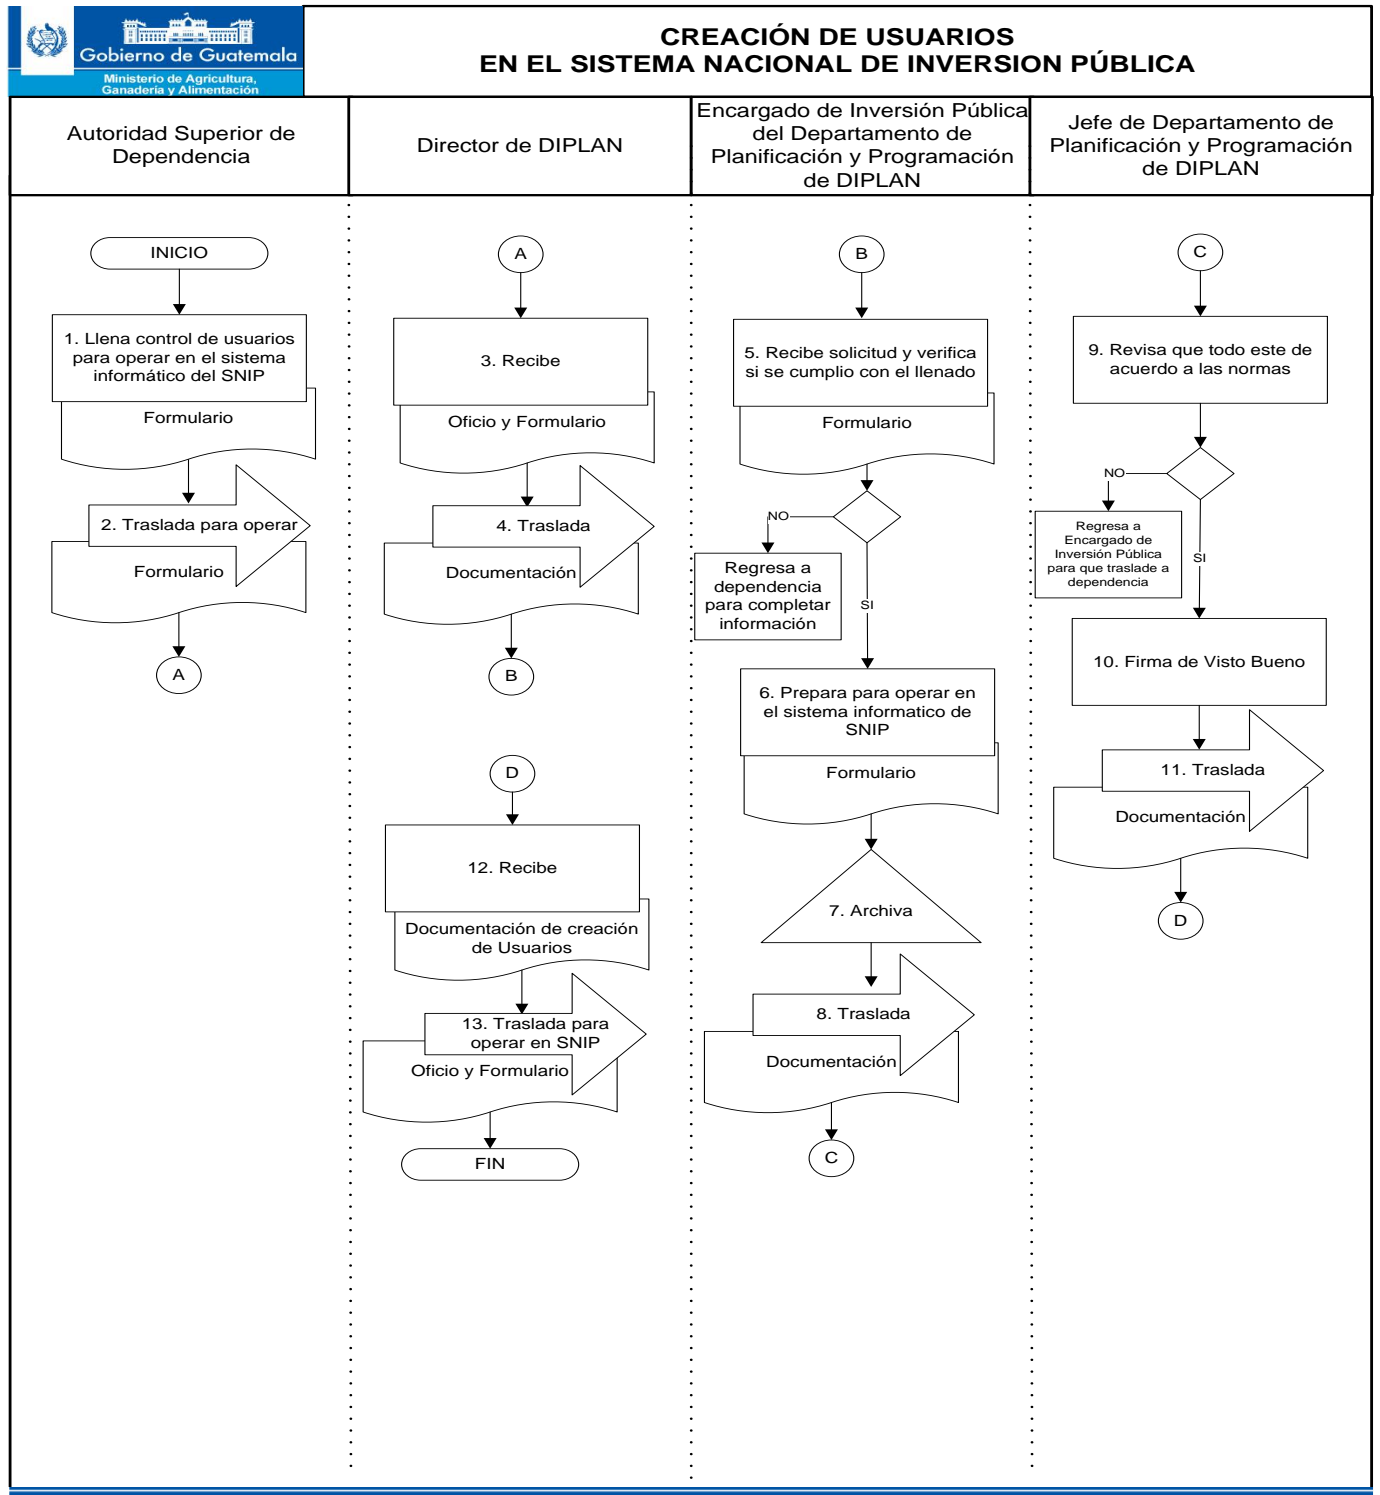 Gobierno de Guatemala
Ministerio de Agricultura,
Ganadería y Alimentación
CREACIÓN DE USUARIOS
EN EL SISTEMA NACIONAL DE INVERSION PÚBLICA
Autoridad Superior de
Dependencia
Director de DIPLAN
Encargado de Inversión Pública
del Departamento de
Planificación y Programación
de DIPLAN
Jefe de Departamento de
Planificación y Programación
de DIPLAN
INICIO
1. Llena control de usuarios
para operar en el sistema
informático del SNIP
Formulario
2. Traslada para operar
Formulario
A
A
3. Recibe
Oficio y Formulario
4. Traslada
Documentación
B
D
12. Recibe
Documentación de creación
de Usuarios
13. Traslada para
operar en SNIP
Oficio y Formulario
FIN
B
5. Recibe solicitud y verifica
si se cumplio con el llenado
Formulario
NO
Regresa a
dependencia
para completar
información
SI
6. Prepara para operar en
el sistema informatico de
SNIP
Formulario
7. Archiva
8. Traslada
Documentación
C
C
9. Revisa que todo este de
acuerdo a las normas
NO
Regresa a
Encargado de
Inversión Pública
para que traslade a
dependencia
SI
10. Firma de Visto Bueno
11. Traslada
Documentación
D